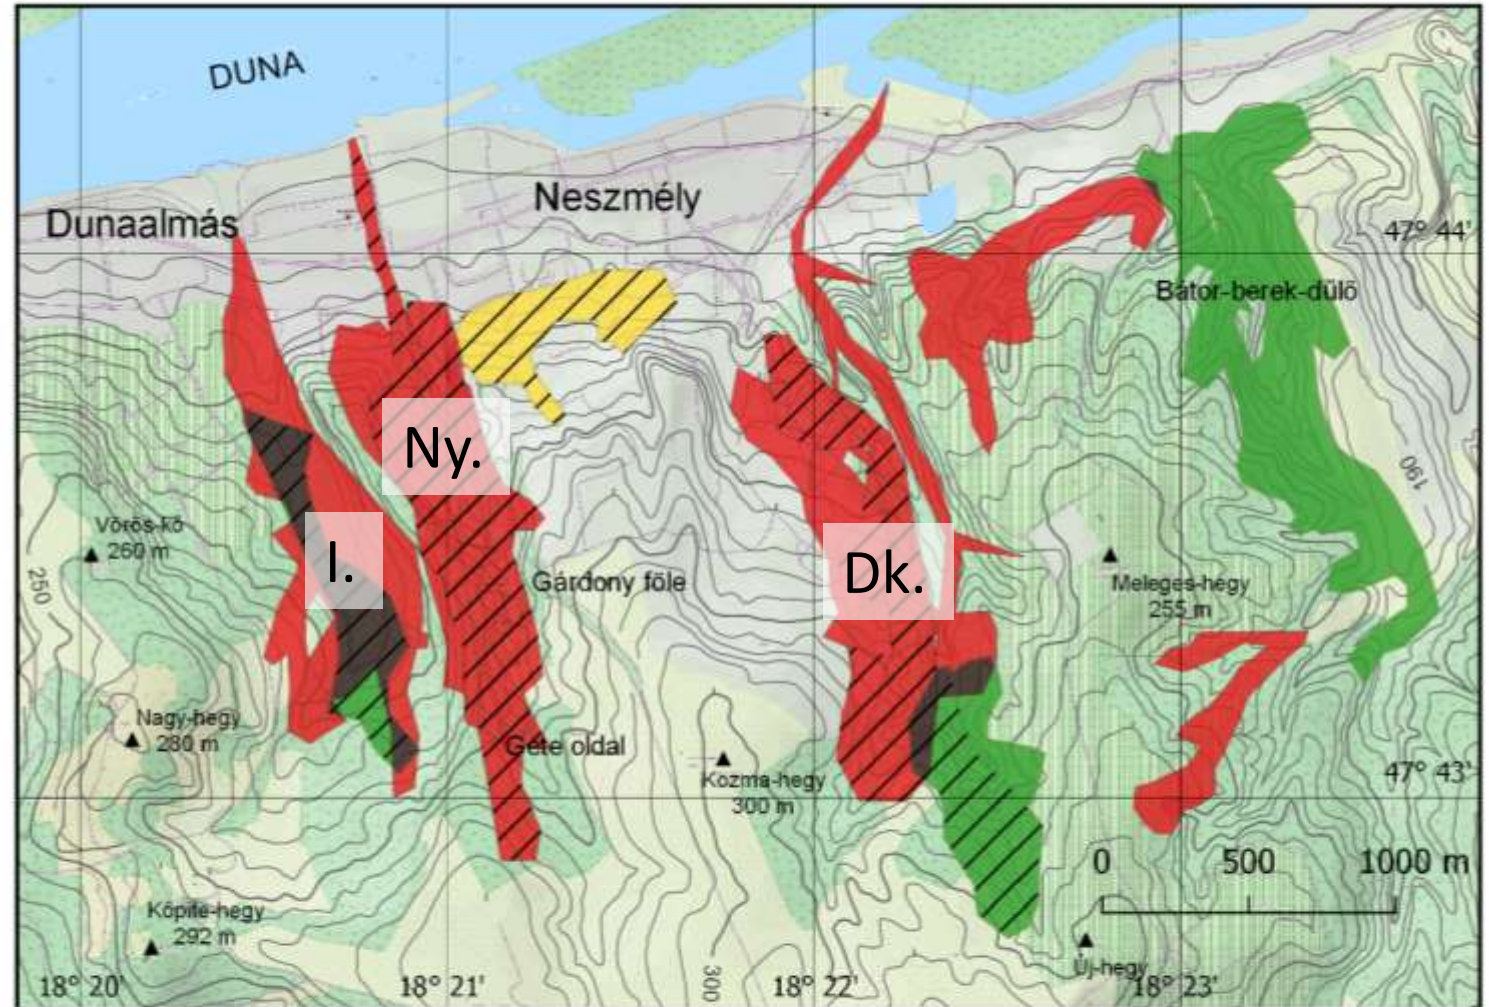 DUNA
Neszmély
Dunaalmás
47° 44'
Bátor-berek-dűlő
Ny.
190
Vörös-kő
260 m
250
I.
Gárdony föle
Dk.
Meleges-hegy
255 m
Nagy-hegy
280 m
Géte oldal
Kozma-hegy
300 m
47° 43'
0 500 1000 m
Kőpite-hegy
292 m
Új-hegy
300
18° 20' 18° 21' 18° 22' 18° 23'